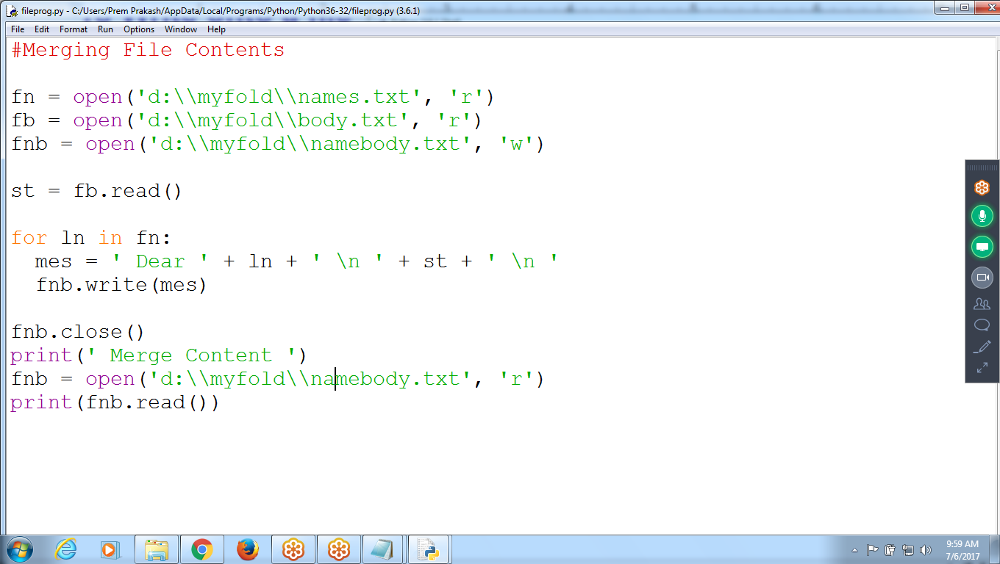 fileprog.py - C:/Users/Prem Prakash/AppData/Local/Programs/Python/Python36-32/fileprog.py (3.6.1)
File Edit Format Run Options Window Help
#Merging File Contents
fn = open('d:\\myfold\\names.txt', 'r')
fb = open('d:\\myfold\\body.txt', 'r')
fnb = open('d:\\myfold\\namebody.txt', 'w')
st = fb.read()
for ln in fn:
  mes = ' Dear ' + ln + ' \n ' + st + ' \n '
  fnb.write(mes)
fnb.close()
print(' Merge Content ')
fnb = open('d:\\myfold\\namebody.txt', 'r')
print(fnb.read())
9:59 AM
7/6/2017